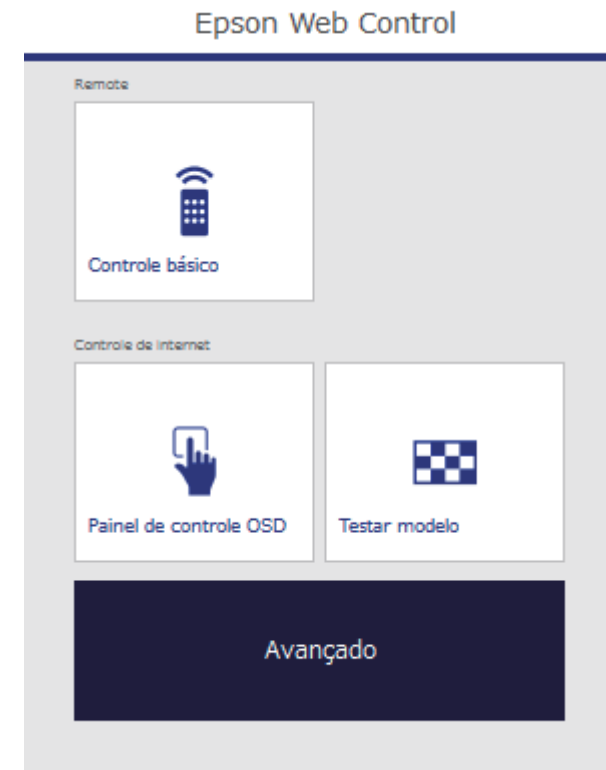 Epson Web Control
Remote
Controle básico
Controle de Internet
Painel de controle OSD
Testar modelo
Avançado